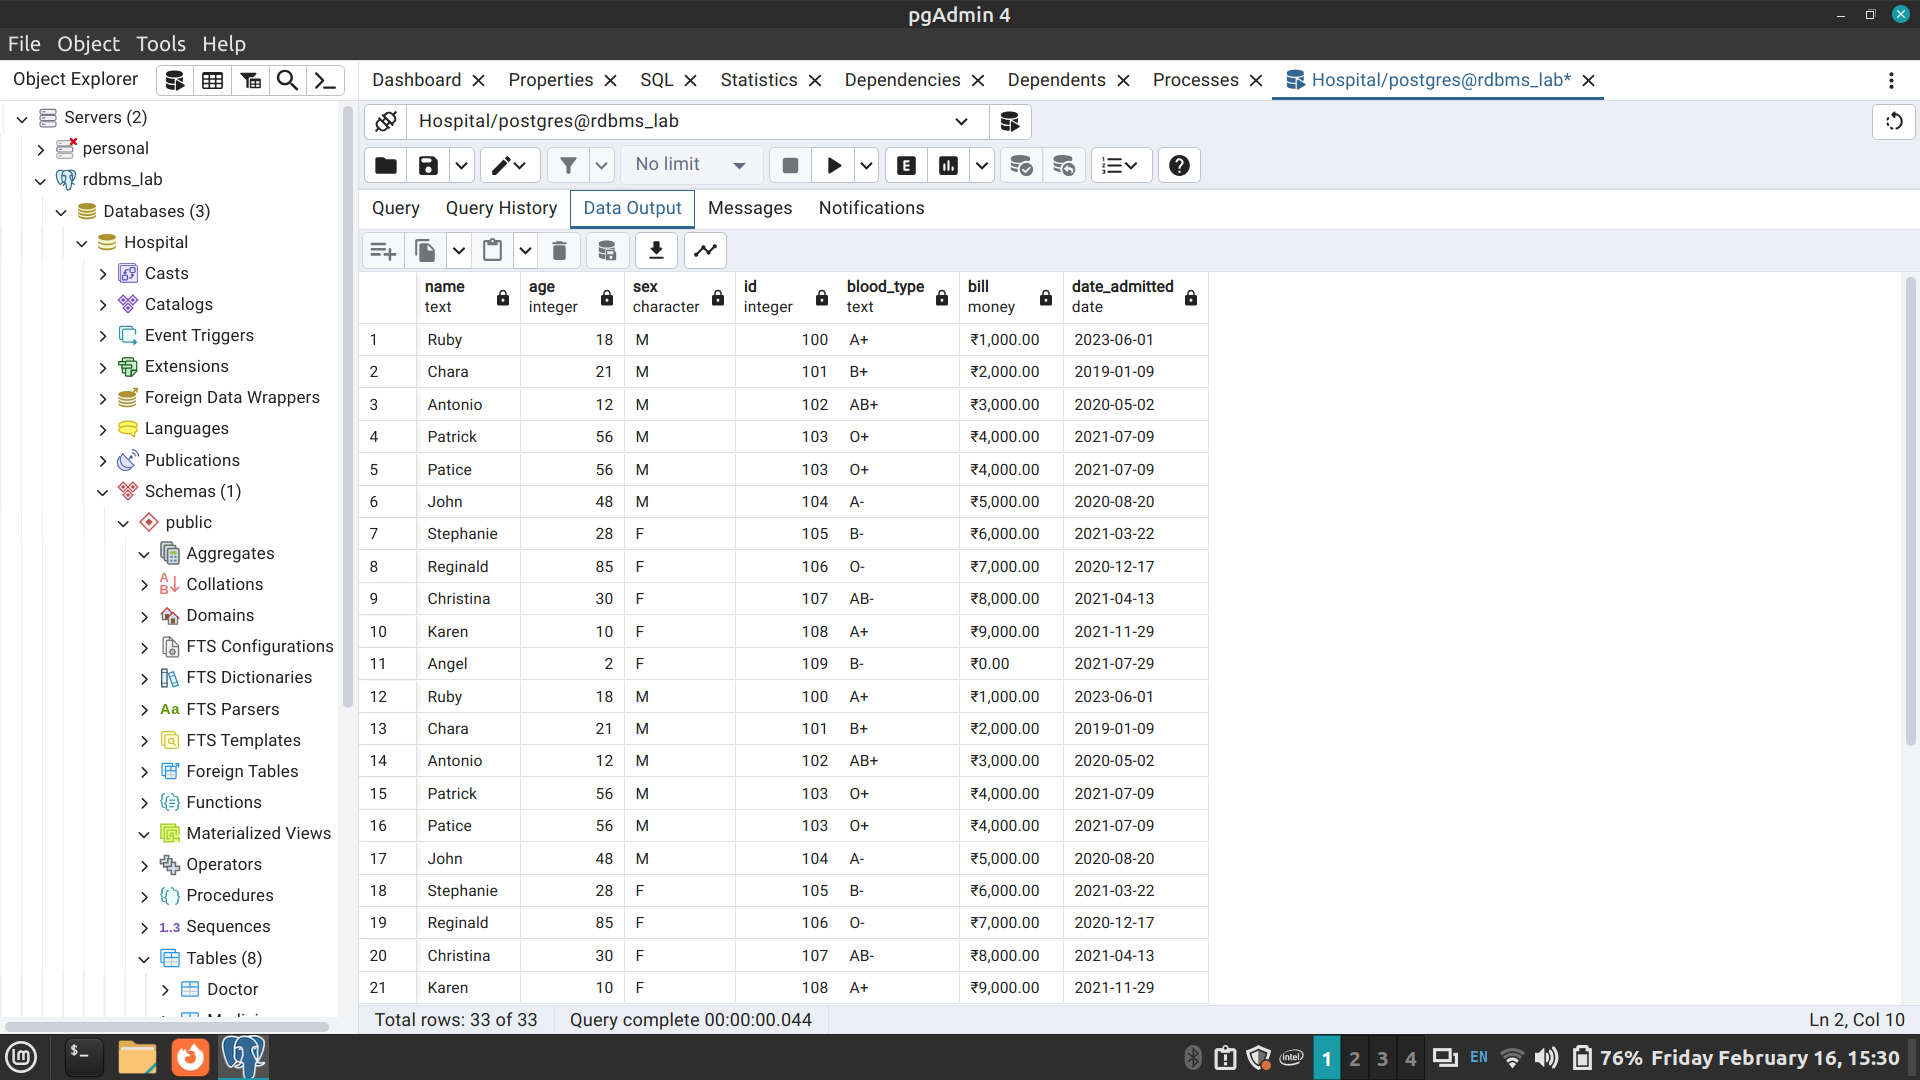 pgAdmin 4
File Object Tools Help
Object Explorer
Dashboard Properties SQL Statistics Dependencies Dependents Processes Hospital/postgres@rdbms_lab*
Servers (2)
personal
rdbms_lab
Databases (3)
Hospital
Casts
Catalogs
Event Triggers
Extensions
Foreign Data Wrappers
Languages
Publications
Schemas (1)
public
Aggregates
Collations
Domains
FTS Configurations
FTS Dictionaries
Aa FTS Parsers
FTS Templates
Foreign Tables
Functions
Materialized Views
Operators
Procedures
1..3 Sequences
Tables (8)
Doctor
Hospital/postgres@rdbms_lab
No limit
E
Query Query History Data Output Messages Notifications
name age sex id blood_type bill date_admitted
text integer character integer text money date
1 Ruby 18 M 100 A+ ₹1,000.00 2023-06-01
2 Chara 21 M 101 B+ ₹2,000.00 2019-01-09
3 Antonio 12 M 102 AB+ ₹3,000.00 2020-05-02
4 Patrick 56 M 103 O+ ₹4,000.00 2021-07-09
5 Patice 56 M 103 O+ ₹4,000.00 2021-07-09
6 John 48 M 104 A- ₹5,000.00 2020-08-20
7 Stephanie 28 F 105 B- ₹6,000.00 2021-03-22
8 Reginald 85 F 106 O- ₹7,000.00 2020-12-17
9 Christina 30 F 107 AB- ₹8,000.00 2021-04-13
10 Karen 10 F 108 A+ ₹9,000.00 2021-11-29
11 Angel 2 F 109 B- ₹0.00 2021-07-29
12 Ruby 18 M 100 A+ ₹1,000.00 2023-06-01
13 Chara 21 M 101 B+ ₹2,000.00 2019-01-09
14 Antonio 12 M 102 AB+ ₹3,000.00 2020-05-02
15 Patrick 56 M 103 O+ ₹4,000.00 2021-07-09
16 Patice 56 M 103 O+ ₹4,000.00 2021-07-09
17 John 48 M 104 A- ₹5,000.00 2020-08-20
18 Stephanie 28 F 105 B- ₹6,000.00 2021-03-22
19 Reginald 85 F 106 O- ₹7,000.00 2020-12-17
20 Christina 30 F 107 AB- ₹8,000.00 2021-04-13
21 Karen 10 F 108 A+ ₹9,000.00 2021-11-29
Total rows: 33 of 33 Query complete 00:00:00.044 Ln 2, Col 10
intel 1 2 3 4 EN 76% Friday February 16, 15:30